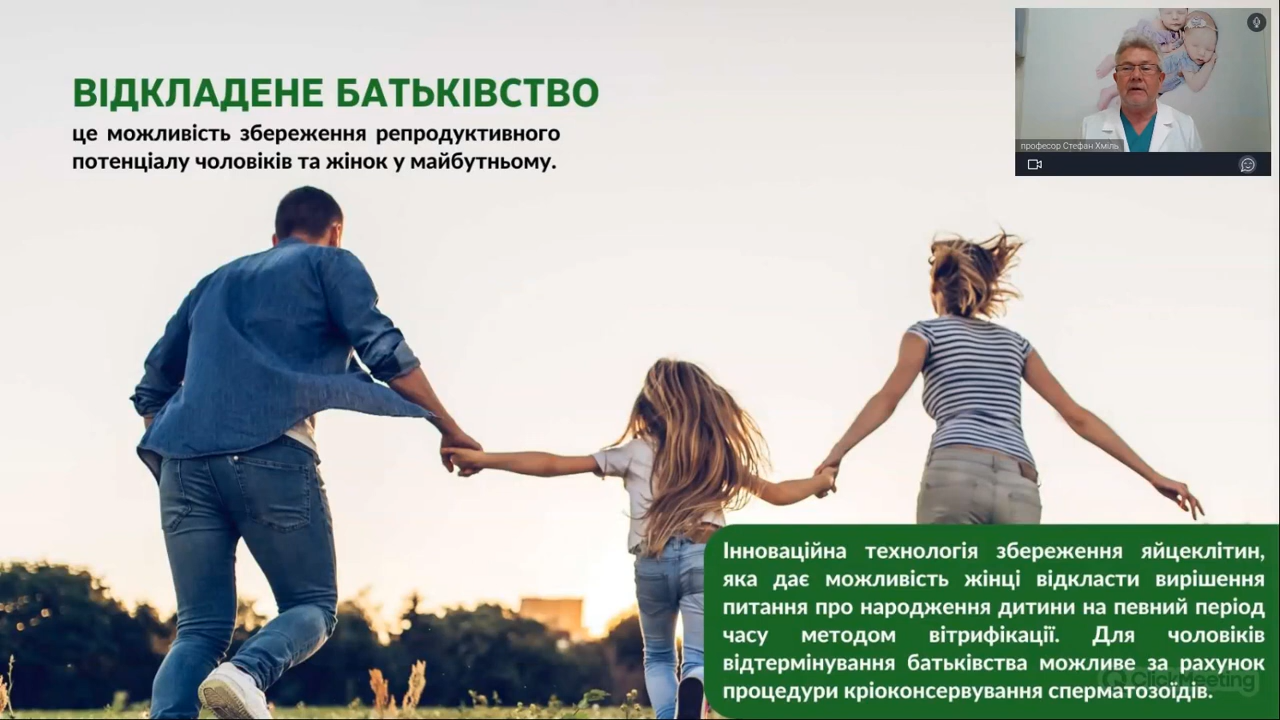 ВІДКЛАДЕНЕ БАТЬКІВСТВО
це можливість збереження репродуктивного
потенціалу чоловіків та жінок у майбутньому.
професор Стефан Хміль
Інноваційна технологія збереження яйцеклітин,
яка дає можливість жінці відкласти вирішення
питання про народження дитини на певний період
часу методом вітрифікації. Для чоловіків
відтермінування батьківства можливе за рахунок
процедури кріоконсервування сперматозоїдів.
ClickMeeting